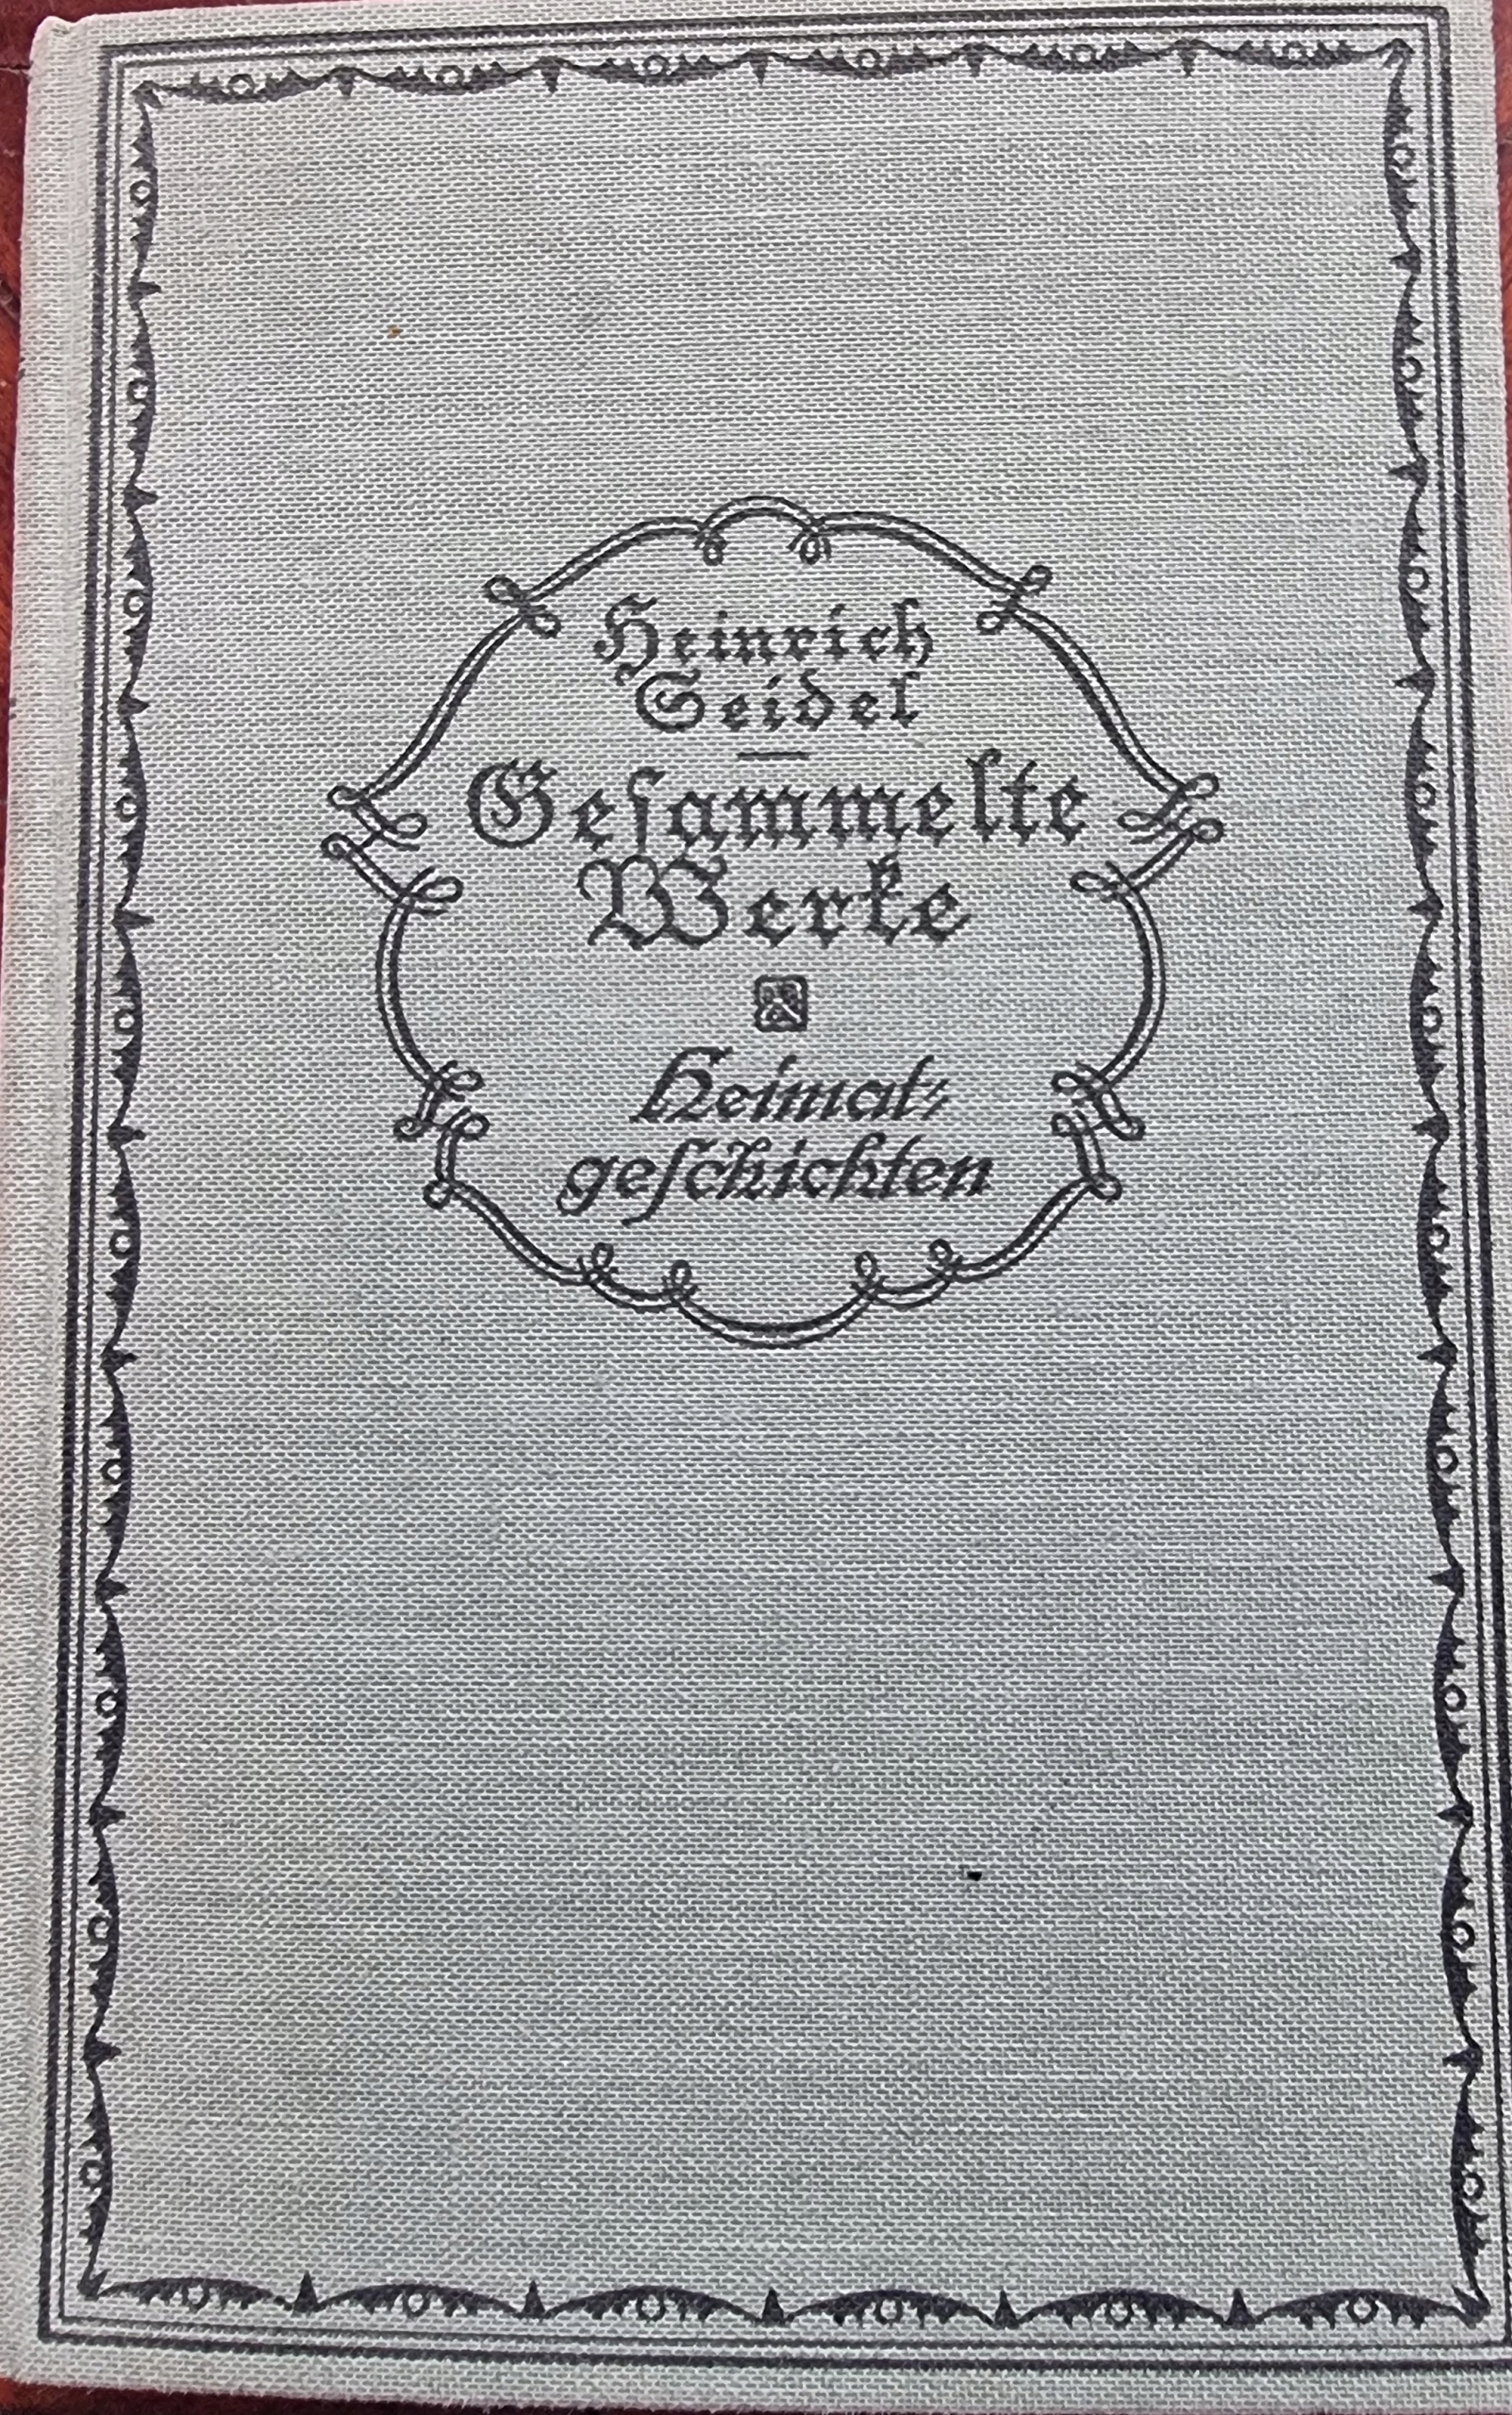 Heinrich
Seidel
—
Gesammelte
Werke
Heimat-
geschichten